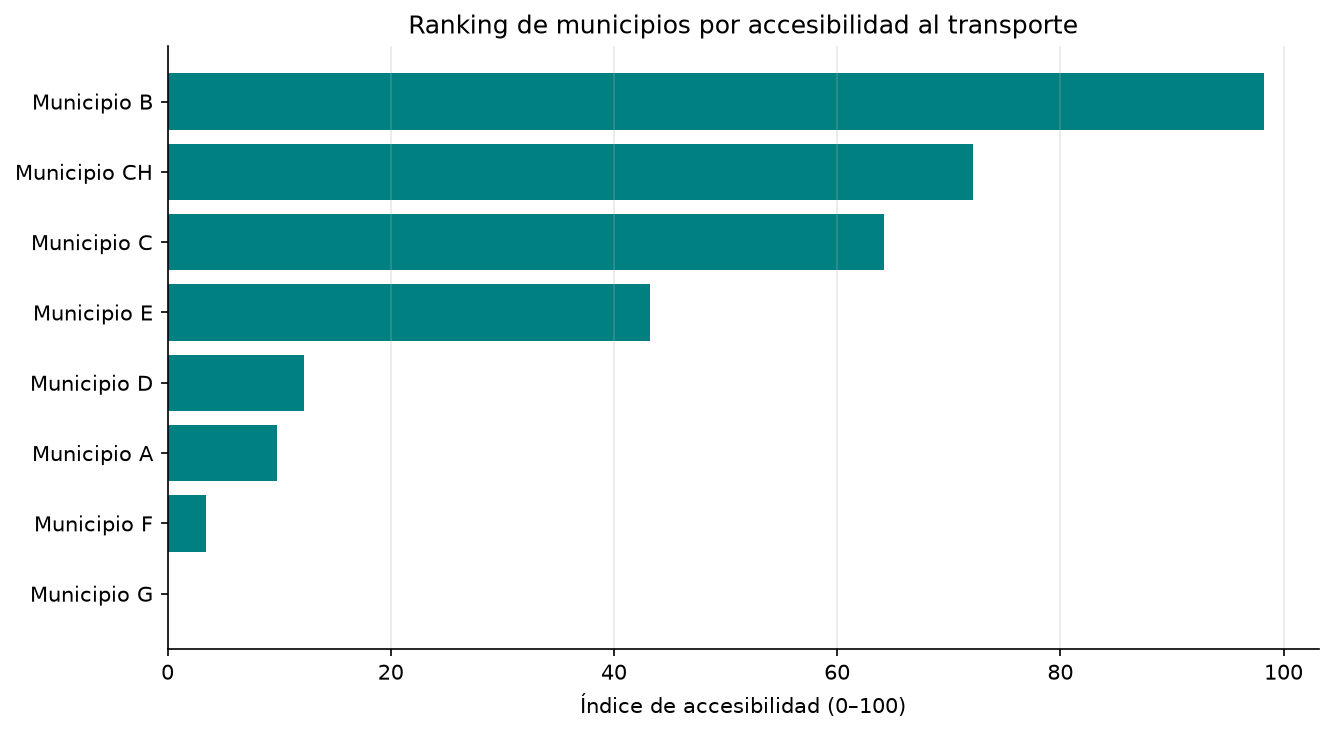 Ranking de municipios por accesibilidad al transporte
Municipio B
Municipio CH
Municipio C
Municipio E
Municipio D
Municipio A
Municipio F
Municipio G
0 20 40 60 80 100
Índice de accesibilidad (0–100)